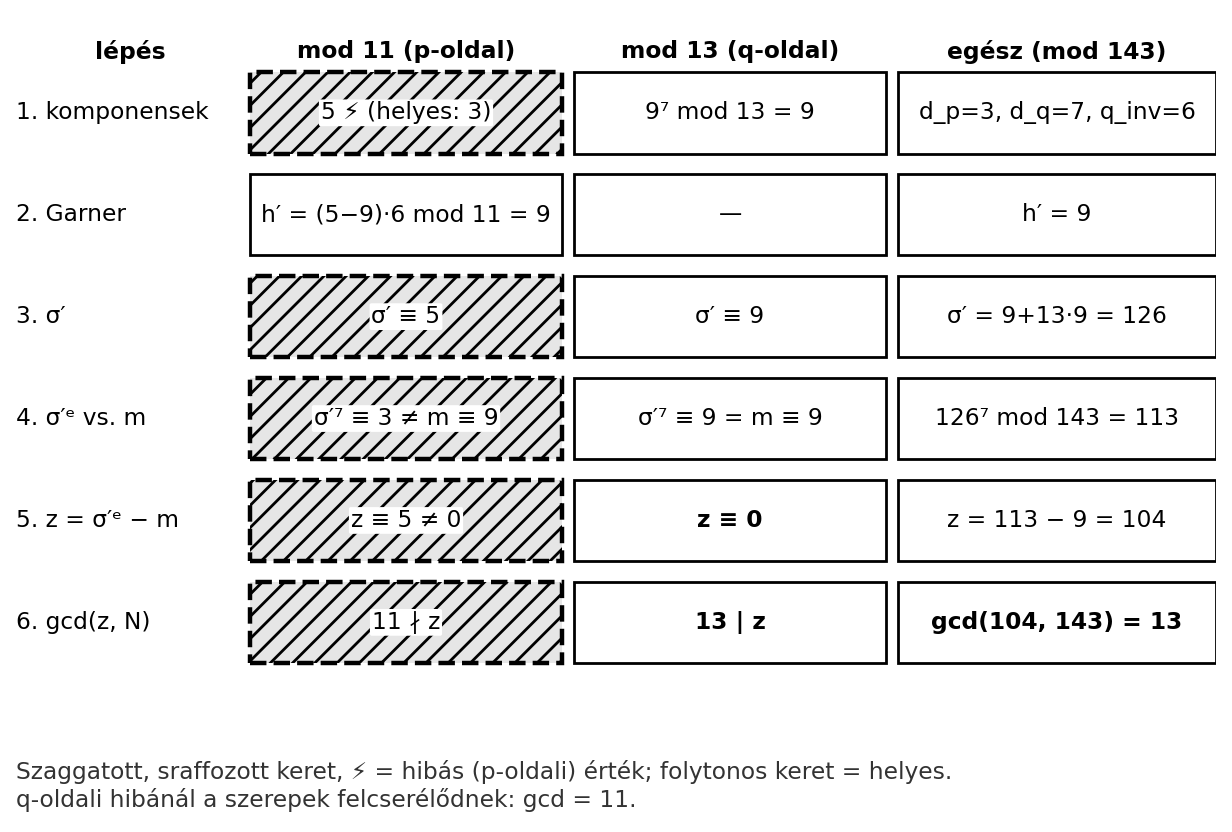 lépés mod 11 (p-oldal) mod 13 (q-oldal) egész (mod 143)
1. komponensek 5 ⚡ (helyes: 3) 9⁷ mod 13 = 9 d_p=3, d_q=7, q_inv=6
2. Garner h′ = (5−9)·6 mod 11 = 9 — h′ = 9
3. σ′ σ′ ≡ 5 σ′ ≡ 9 σ′ = 9+13·9 = 126
4. σ′ᵉ vs. m σ′⁷ ≡ 3 ≠ m ≡ 9 σ′⁷ ≡ 9 = m ≡ 9 126⁷ mod 143 = 113
5. z = σ′ᵉ − m z ≡ 5 ≠ 0 z ≡ 0 z = 113 − 9 = 104
6. gcd(z, N) 11 ∤ z 13 | z gcd(104, 143) = 13
Szaggatott, sraffozott keret, ⚡ = hibás (p-oldali) érték; folytonos keret = helyes.
q-oldali hibánál a szerepek felcserélődnek: gcd = 11.